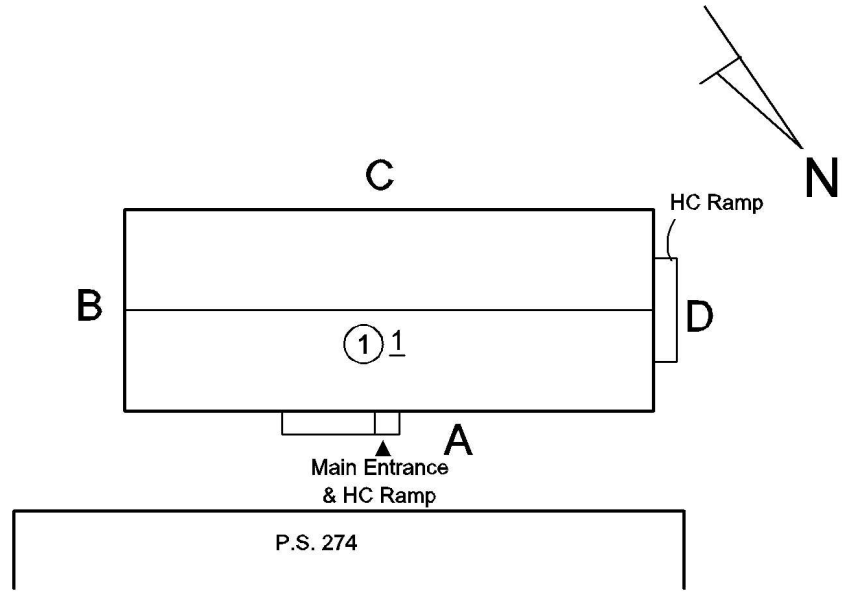 N
C
HC Ramp
B
D
1 1
A
Main Entrance
& HC Ramp
P.S. 274